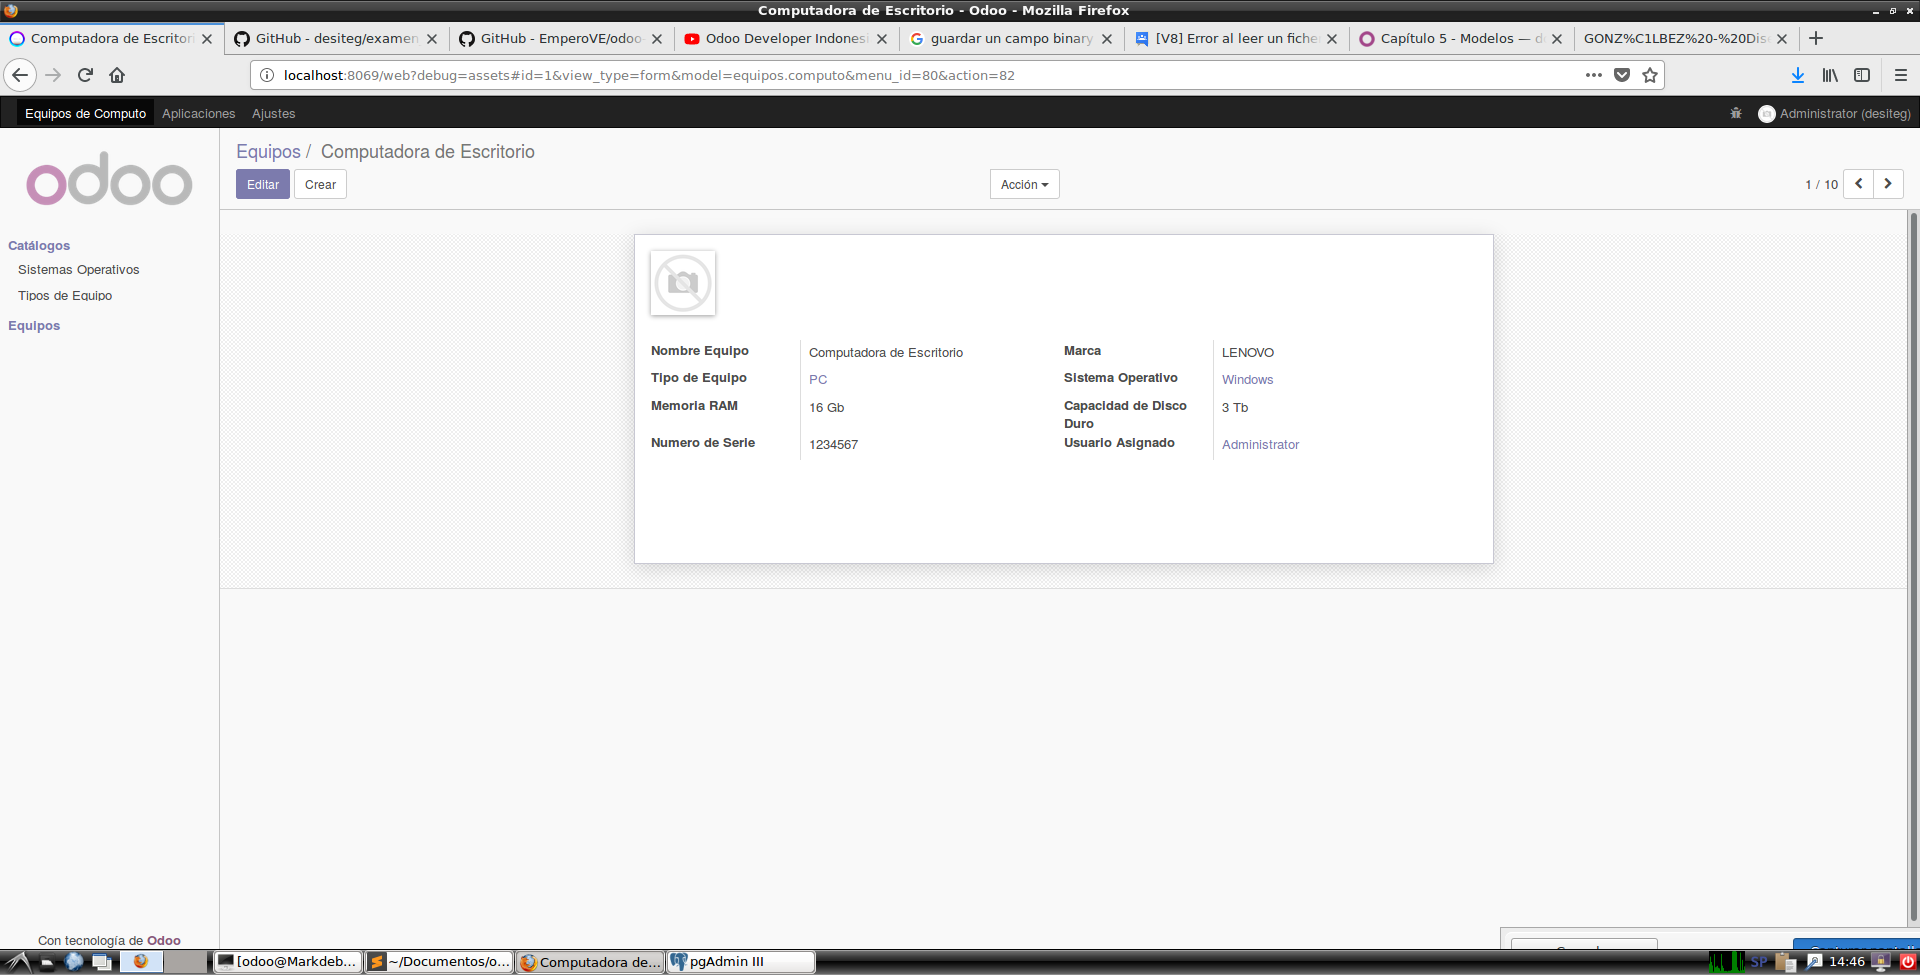 Computadora de Escritorio - Odoo - Mozilla Firefox
Computadora de Escritori
GitHub - desiteg/examen
GitHub - EmperoVE/odoo
Odoo Developer Indones
guardar un campo binary
[V8] Error al leer un fiche
Capítulo 5 - Modelos — d
GONZ%C1LBEZ%20-%20Dis
localhost:8069/web?debug=assets#id=1&view_type=form&model=equipos.computo&menu_id=80&action=82
Equipos de Computo
Aplicaciones
Ajustes
Administrator (desiteg)
odoo
Equipos / Computadora de Escritorio
Editar
Crear
Acción
1 / 10
Catálogos
Sistemas Operativos
Tipos de Equipo
Equipos
Nombre Equipo
Computadora de Escritorio
Marca
LENOVO
Tipo de Equipo
PC
Sistema Operativo
Windows
Memoria RAM
16 Gb
Capacidad de Disco
Duro
3 Tb
Numero de Serie
1234567
Usuario Asignado
Administrator
Con tecnología de Odoo
[odoo@Markdeb...
~/Documentos/o...
Computadora de...
pgAdmin III
SP
14:46